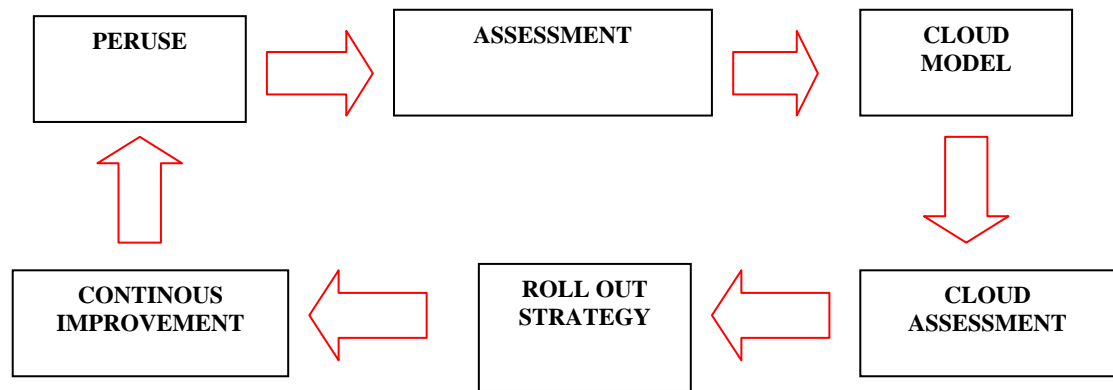 PERUSE
ASSESSMENT
CLOUD
MODEL
CONTINOUS
IMPROVEMENT
ROLL OUT
STRATEGY
CLOUD
ASSESSMENT